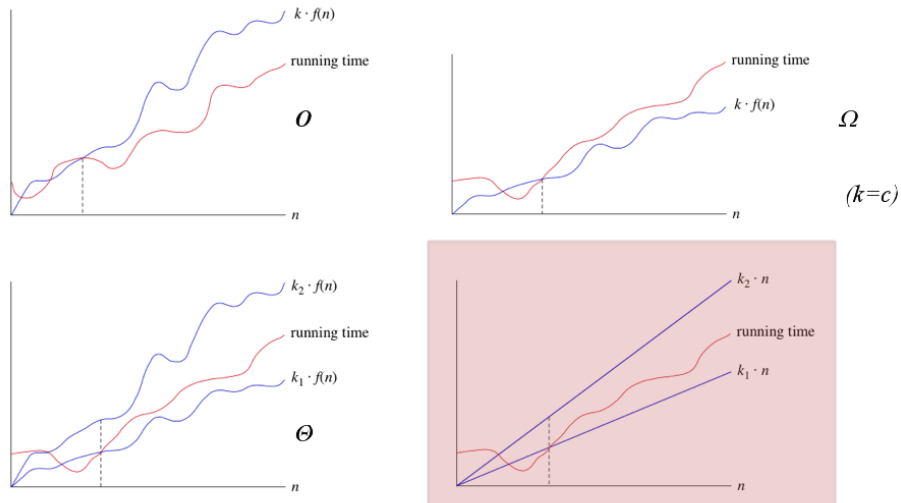 k · f(n)
running time
O
n
running time
k · f(n)
Ω
(k=c)
n
k₂ · f(n)
running time
k₁ · f(n)
Θ
n
k₂ · n
running time
k₁ · n
n